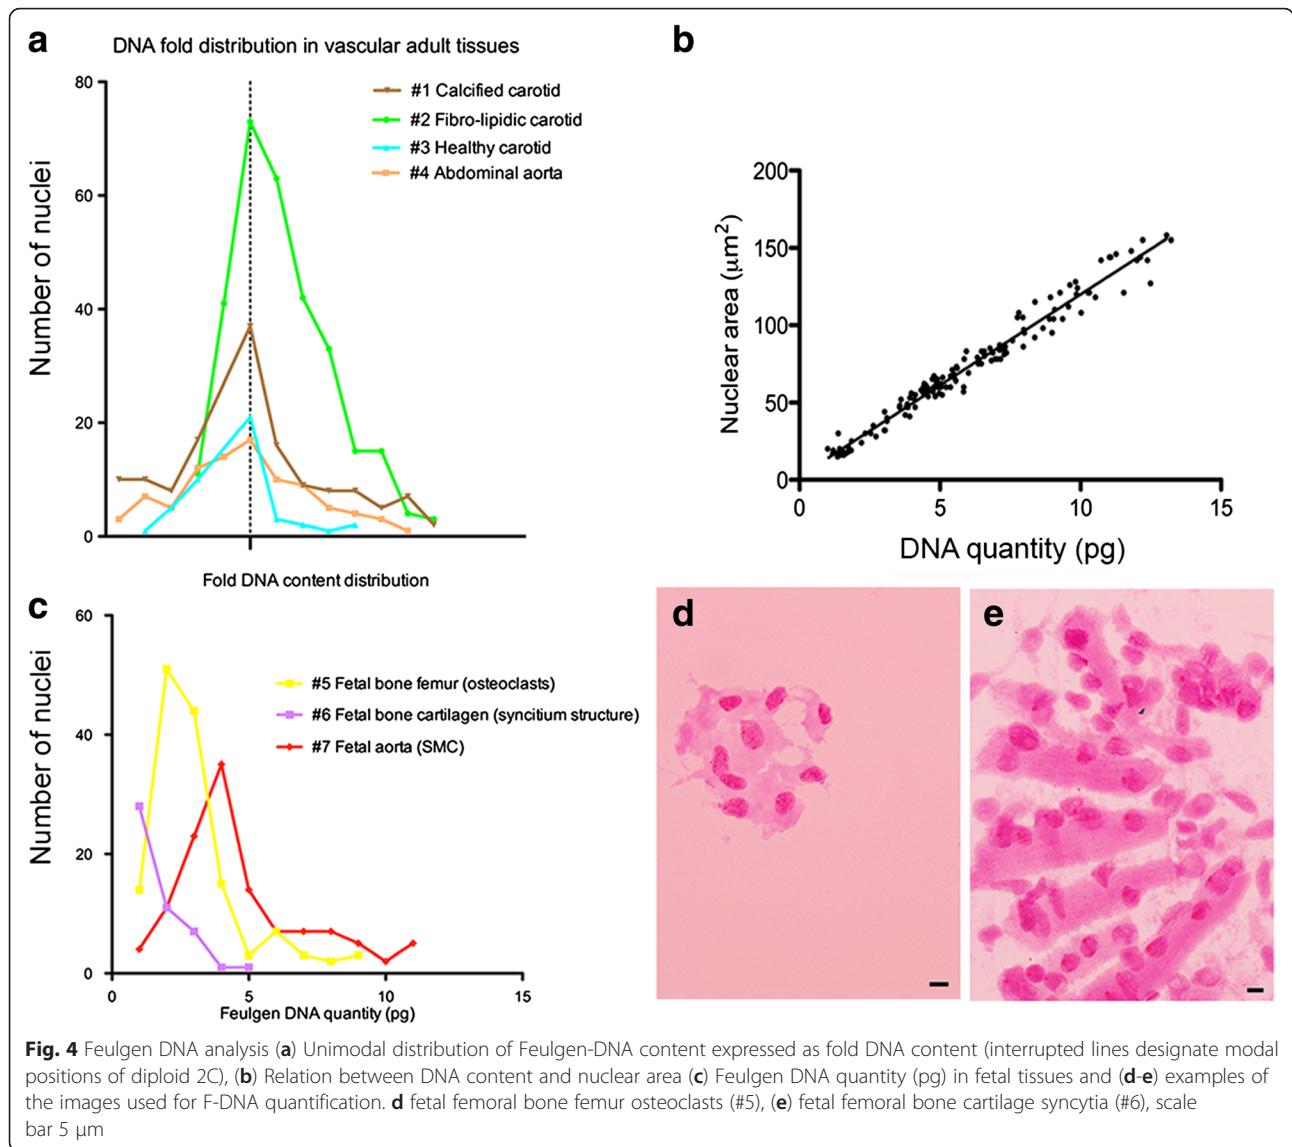 a
DNA fold distribution in vascular adult tissues
80
60
40
20
0
Number of nuclei
#1 Calcified carotid
#2 Fibro-lipidic carotid
#3 Healthy carotid
#4 Abdominal aorta
Fold DNA content distribution
b
200
150
100
50
0
Nuclear area (μm²)
0 5 10 15
DNA quantity (pg)
c
60
40
20
0
Number of nuclei
#5 Fetal bone femur (osteoclasts)
#6 Fetal bone cartilagen (syncitium structure)
#7 Fetal aorta (SMC)
0 5 10 15
Feulgen DNA quantity (pg)
d
e
Fig. 4 Feulgen DNA analysis (a) Unimodal distribution of Feulgen-DNA content expressed as fold DNA content (interrupted lines designate modal
positions of diploid 2C), (b) Relation between DNA content and nuclear area (c) Feulgen DNA quantity (pg) in fetal tissues and (d-e) examples of
the images used for F-DNA quantification. d fetal femoral bone femur osteoclasts (#5), (e) fetal femoral bone cartilage syncytia (#6), scale
bar 5 μm